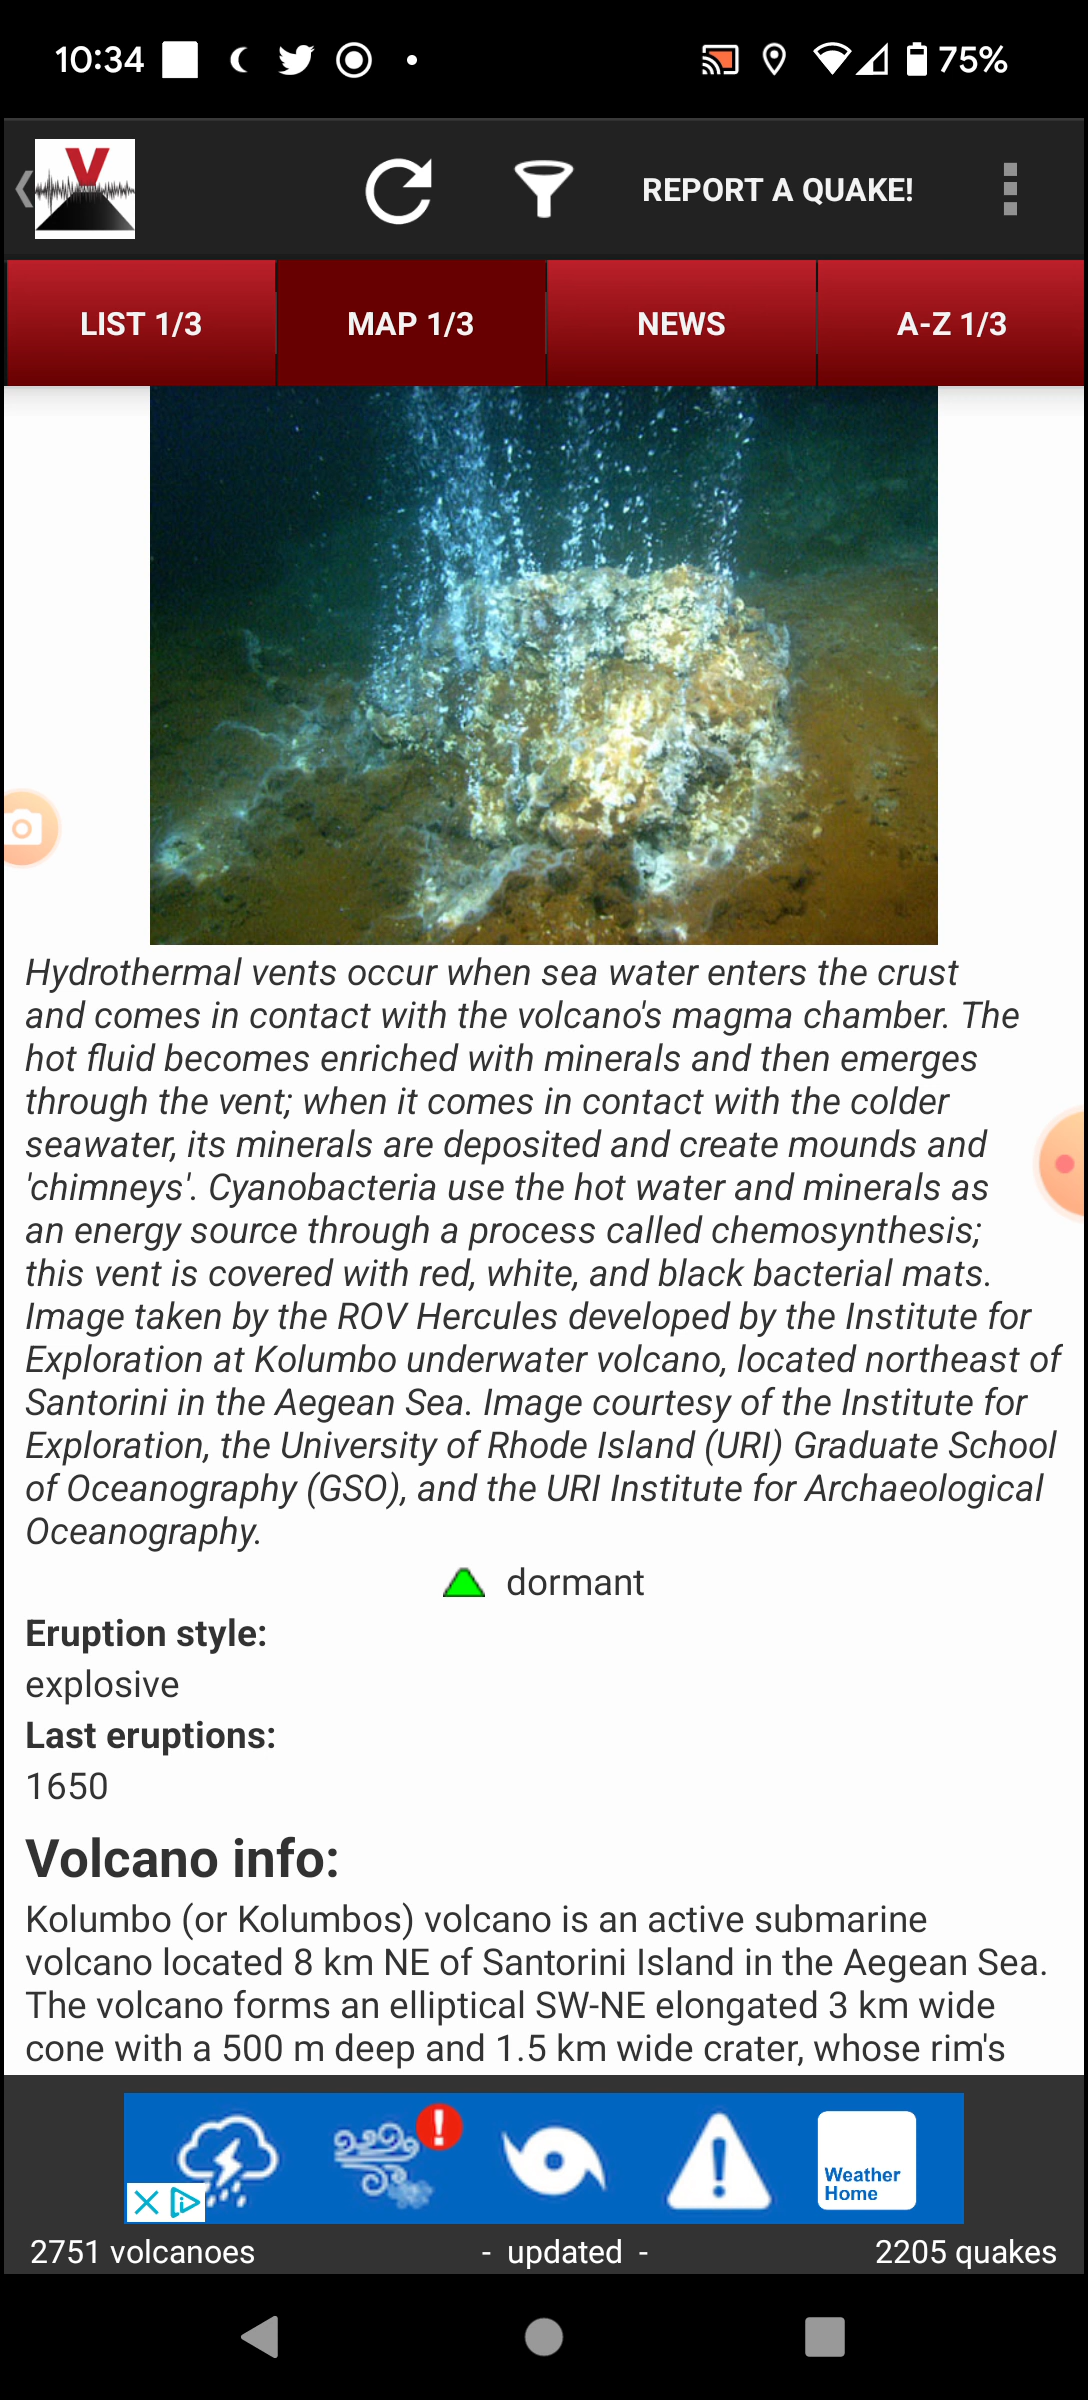 10:34
75%
V
REPORT A QUAKE!
LIST 1/3
MAP 1/3
NEWS
A-Z 1/3
Hydrothermal vents occur when sea water enters the crust
and comes in contact with the volcano's magma chamber. The
hot fluid becomes enriched with minerals and then emerges
through the vent; when it comes in contact with the colder
seawater, its minerals are deposited and create mounds and
'chimneys'. Cyanobacteria use the hot water and minerals as
an energy source through a process called chemosynthesis;
this vent is covered with red, white, and black bacterial mats.
Image taken by the ROV Hercules developed by the Institute for
Exploration at Kolumbo underwater volcano, located northeast of
Santorini in the Aegean Sea. Image courtesy of the Institute for
Exploration, the University of Rhode Island (URI) Graduate School
of Oceanography (GSO), and the URI Institute for Archaeological
Oceanography.
dormant
Eruption style:
explosive
Last eruptions:
1650
Volcano info:
Kolumbo (or Kolumbos) volcano is an active submarine
volcano located 8 km NE of Santorini Island in the Aegean Sea.
The volcano forms an elliptical SW-NE elongated 3 km wide
cone with a 500 m deep and 1.5 km wide crater, whose rim's
Weather
Home
2751 volcanoes
- updated -
2205 quakes